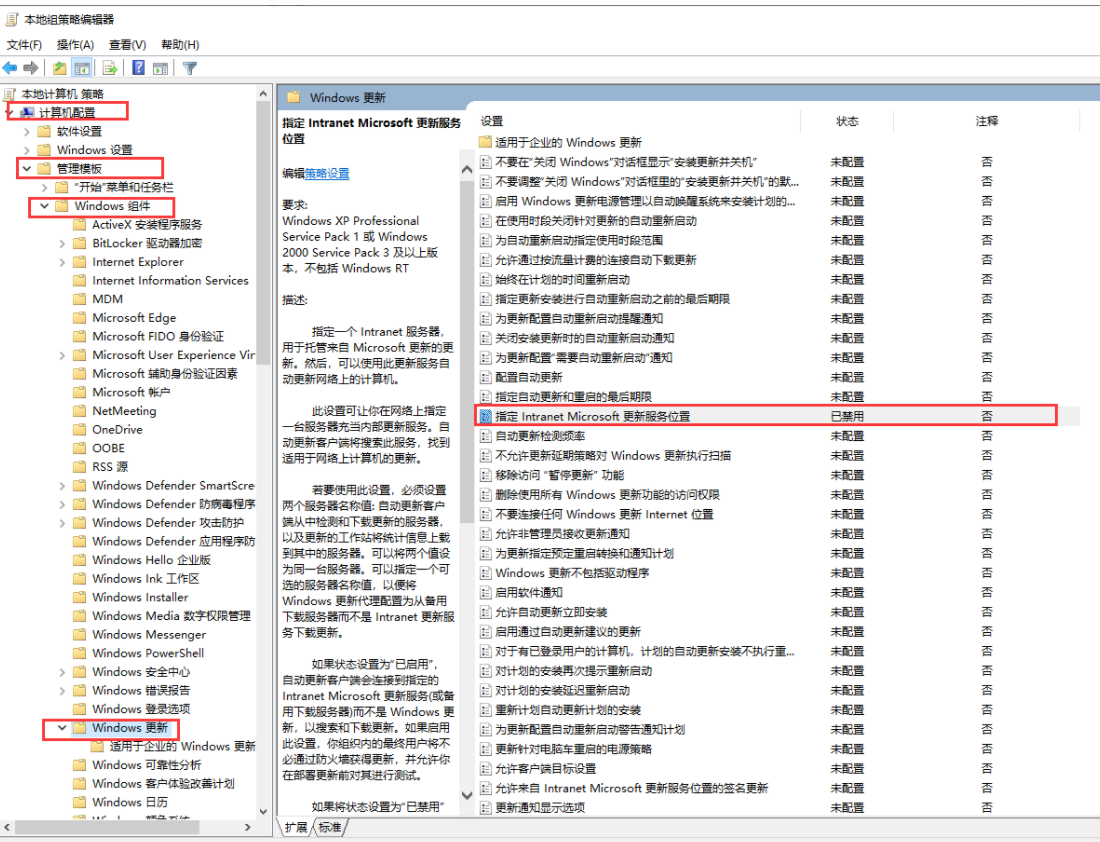 本地组策略编辑器
文件(F) 操作(A) 查看(V) 帮助(H)
本地计算机 策略
计算机配置
软件设置
Windows 设置
管理模板
"开始"菜单和任务栏
Windows 组件
ActiveX 安装程序服务
BitLocker 驱动器加密
Internet Explorer
Internet Information Services
MDM
Microsoft Edge
Microsoft FIDO 身份验证
Microsoft User Experience Vir
Microsoft 辅助身份验证因素
Microsoft 帐户
NetMeeting
OneDrive
OOBE
RSS 源
Windows Defender SmartScre
Windows Defender 防病毒程序
Windows Defender 攻击防护
Windows Defender 应用程序防
Windows Hello 企业版
Windows Ink 工作区
Windows Installer
Windows Media 数字权限管理
Windows Messenger
Windows PowerShell
Windows 安全中心
Windows 错误报告
Windows 登录选项
Windows 更新
适用于企业的 Windows 更新
Windows 可靠性分析
Windows 客户体验改善计划
Windows 日历
Windows 更新
指定 Intranet Microsoft 更新服务
位置
编辑策略设置
要求:
Windows XP Professional
Service Pack 1 或 Windows
2000 Service Pack 3 及以上版
本，不包括 Windows RT
描述:
指定一个 Intranet 服务器，
用于托管来自 Microsoft 更新的更
新。然后，可以使用此更新服务自
动更新网络上的计算机。
此设置可让你在网络上指定
一台服务器充当内部更新服务。自
动更新客户端将搜索此服务，找到
适用于网络上计算机的更新。
若要使用此设置，必须设置
两个服务器名称值: 自动更新客户
端从中检测和下载更新的服务器，
以及更新的工作站将统计信息上载
到其中的服务器。可以将两个值设
为同一台服务器。可以指定一个可
选的服务器名称值，以便将
Windows 更新代理配置为从备用
下载服务器而不是 Intranet 更新服
务下载更新。
如果状态设置为"已启用"，
自动更新客户端会连接到指定的
Intranet Microsoft 更新服务(或备
用下载服务器)而不是 Windows 更
新，以搜索和下载更新。如果启用
此设置，你组织内的最终用户将不
必通过防火墙获得更新，并允许你
在部署更新前对其进行测试。
如果将状态设置为"已禁用"
设置 状态 注释
适用于企业的 Windows 更新
不要在"关闭 Windows"对话框显示"安装更新并关机" 未配置 否
不要调整"关闭 Windows"对话框里的"安装更新并关机"的默... 未配置 否
启用 Windows 更新电源管理以自动唤醒系统来安装计划的... 未配置 否
在使用时段关闭针对更新的自动重新启动 未配置 否
为自动重新启动指定使用时段范围 未配置 否
允许通过按流量计费的连接自动下载更新 未配置 否
始终在计划的时间重新启动 未配置 否
指定更新安装进行自动重新启动之前的最后期限 未配置 否
为更新配置自动重新启动提醒通知 未配置 否
关闭安装更新时的自动重新启动通知 未配置 否
为更新配置"需要自动重新启动"通知 未配置 否
配置自动更新 未配置 否
指定自动更新和重启的最后期限 未配置 否
指定 Intranet Microsoft 更新服务位置 已禁用 否
自动更新检测频率 未配置 否
不允许更新延期策略对 Windows 更新执行扫描 未配置 否
移除访问 "暂停更新" 功能 未配置 否
删除使用所有 Windows 更新功能的访问权限 未配置 否
不要连接任何 Windows 更新 Internet 位置 未配置 否
允许非管理员接收更新通知 未配置 否
为更新指定预定重启转换和通知计划 未配置 否
Windows 更新不包括驱动程序 未配置 否
启用软件通知 未配置 否
允许自动更新立即安装 未配置 否
启用通过自动更新建议的更新 未配置 否
对于有已登录用户的计算机，计划的自动更新安装不执行重... 未配置 否
对计划的安装再次提示重新启动 未配置 否
对计划的安装延迟重新启动 未配置 否
重新计划自动更新计划的安装 未配置 否
为更新配置自动重新启动警告通知计划 未配置 否
更新针对电脑车重启的电源策略 未配置 否
允许客户端目标设置 未配置 否
允许来自 Intranet Microsoft 更新服务位置的签名更新 未配置 否
更新通知显示选项 未配置 否
扩展 标准